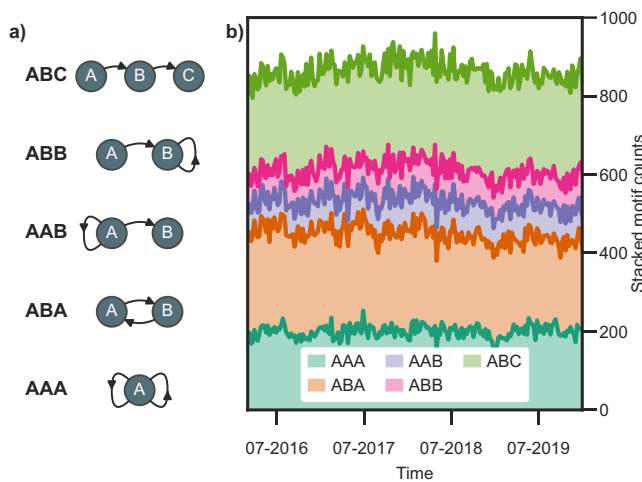 a)
ABC
A
B
C
ABB
A
B
AAB
A
B
ABA
A
B
AAA
A
b)
1000
800
600
400
200
0
Stacked motif counts
AAA
AAB
ABC
ABA
ABB
07-2016
07-2017
07-2018
07-2019
Time